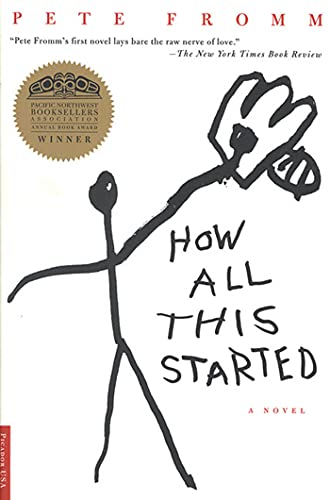 PETE FROMM
"Pete Fromm's first novel lays bare the raw nerve of love."
—The New York Times Book Review
PACIFIC NORTHWEST
BOOKSELLERS
ASSOCIATION
ANNUAL BOOK AWARD
WINNER
HOW
ALL
THIS
STARTED
A NOVEL
PICADOR USA